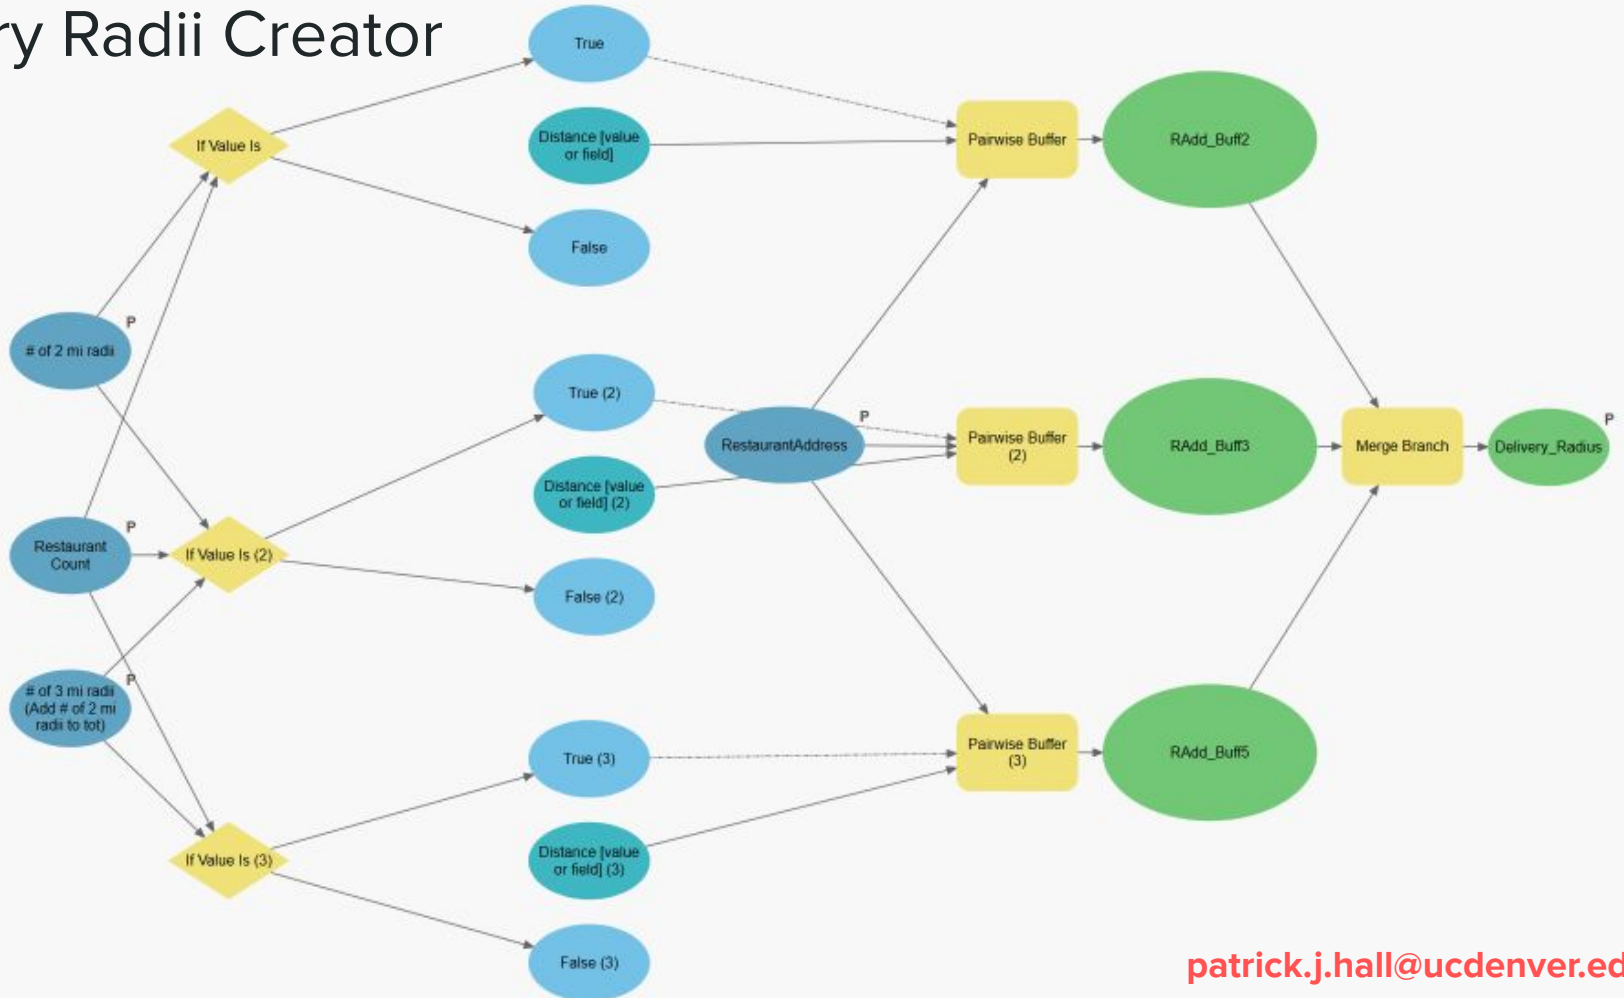 ry Radii Creator
True
If Value Is
Distance [value
or field]
Pairwise Buffer
RAdd_Buff2
False
P
# of 2 mi radii
True (2)
P
RestaurantAddress
Pairwise Buffer
(2)
RAdd_Buff3
Merge Branch
Delivery_Radius
P
Distance [value
or field] (2)
P
Restaurant
Count
If Value Is (2)
False (2)
P
# of 3 mi radii
(Add # of 2 mi
radii to tot)
True (3)
Pairwise Buffer
(3)
RAdd_Buff5
If Value Is (3)
Distance [value
or field] (3)
False (3)
patrick.j.hall@ucdenver.ed